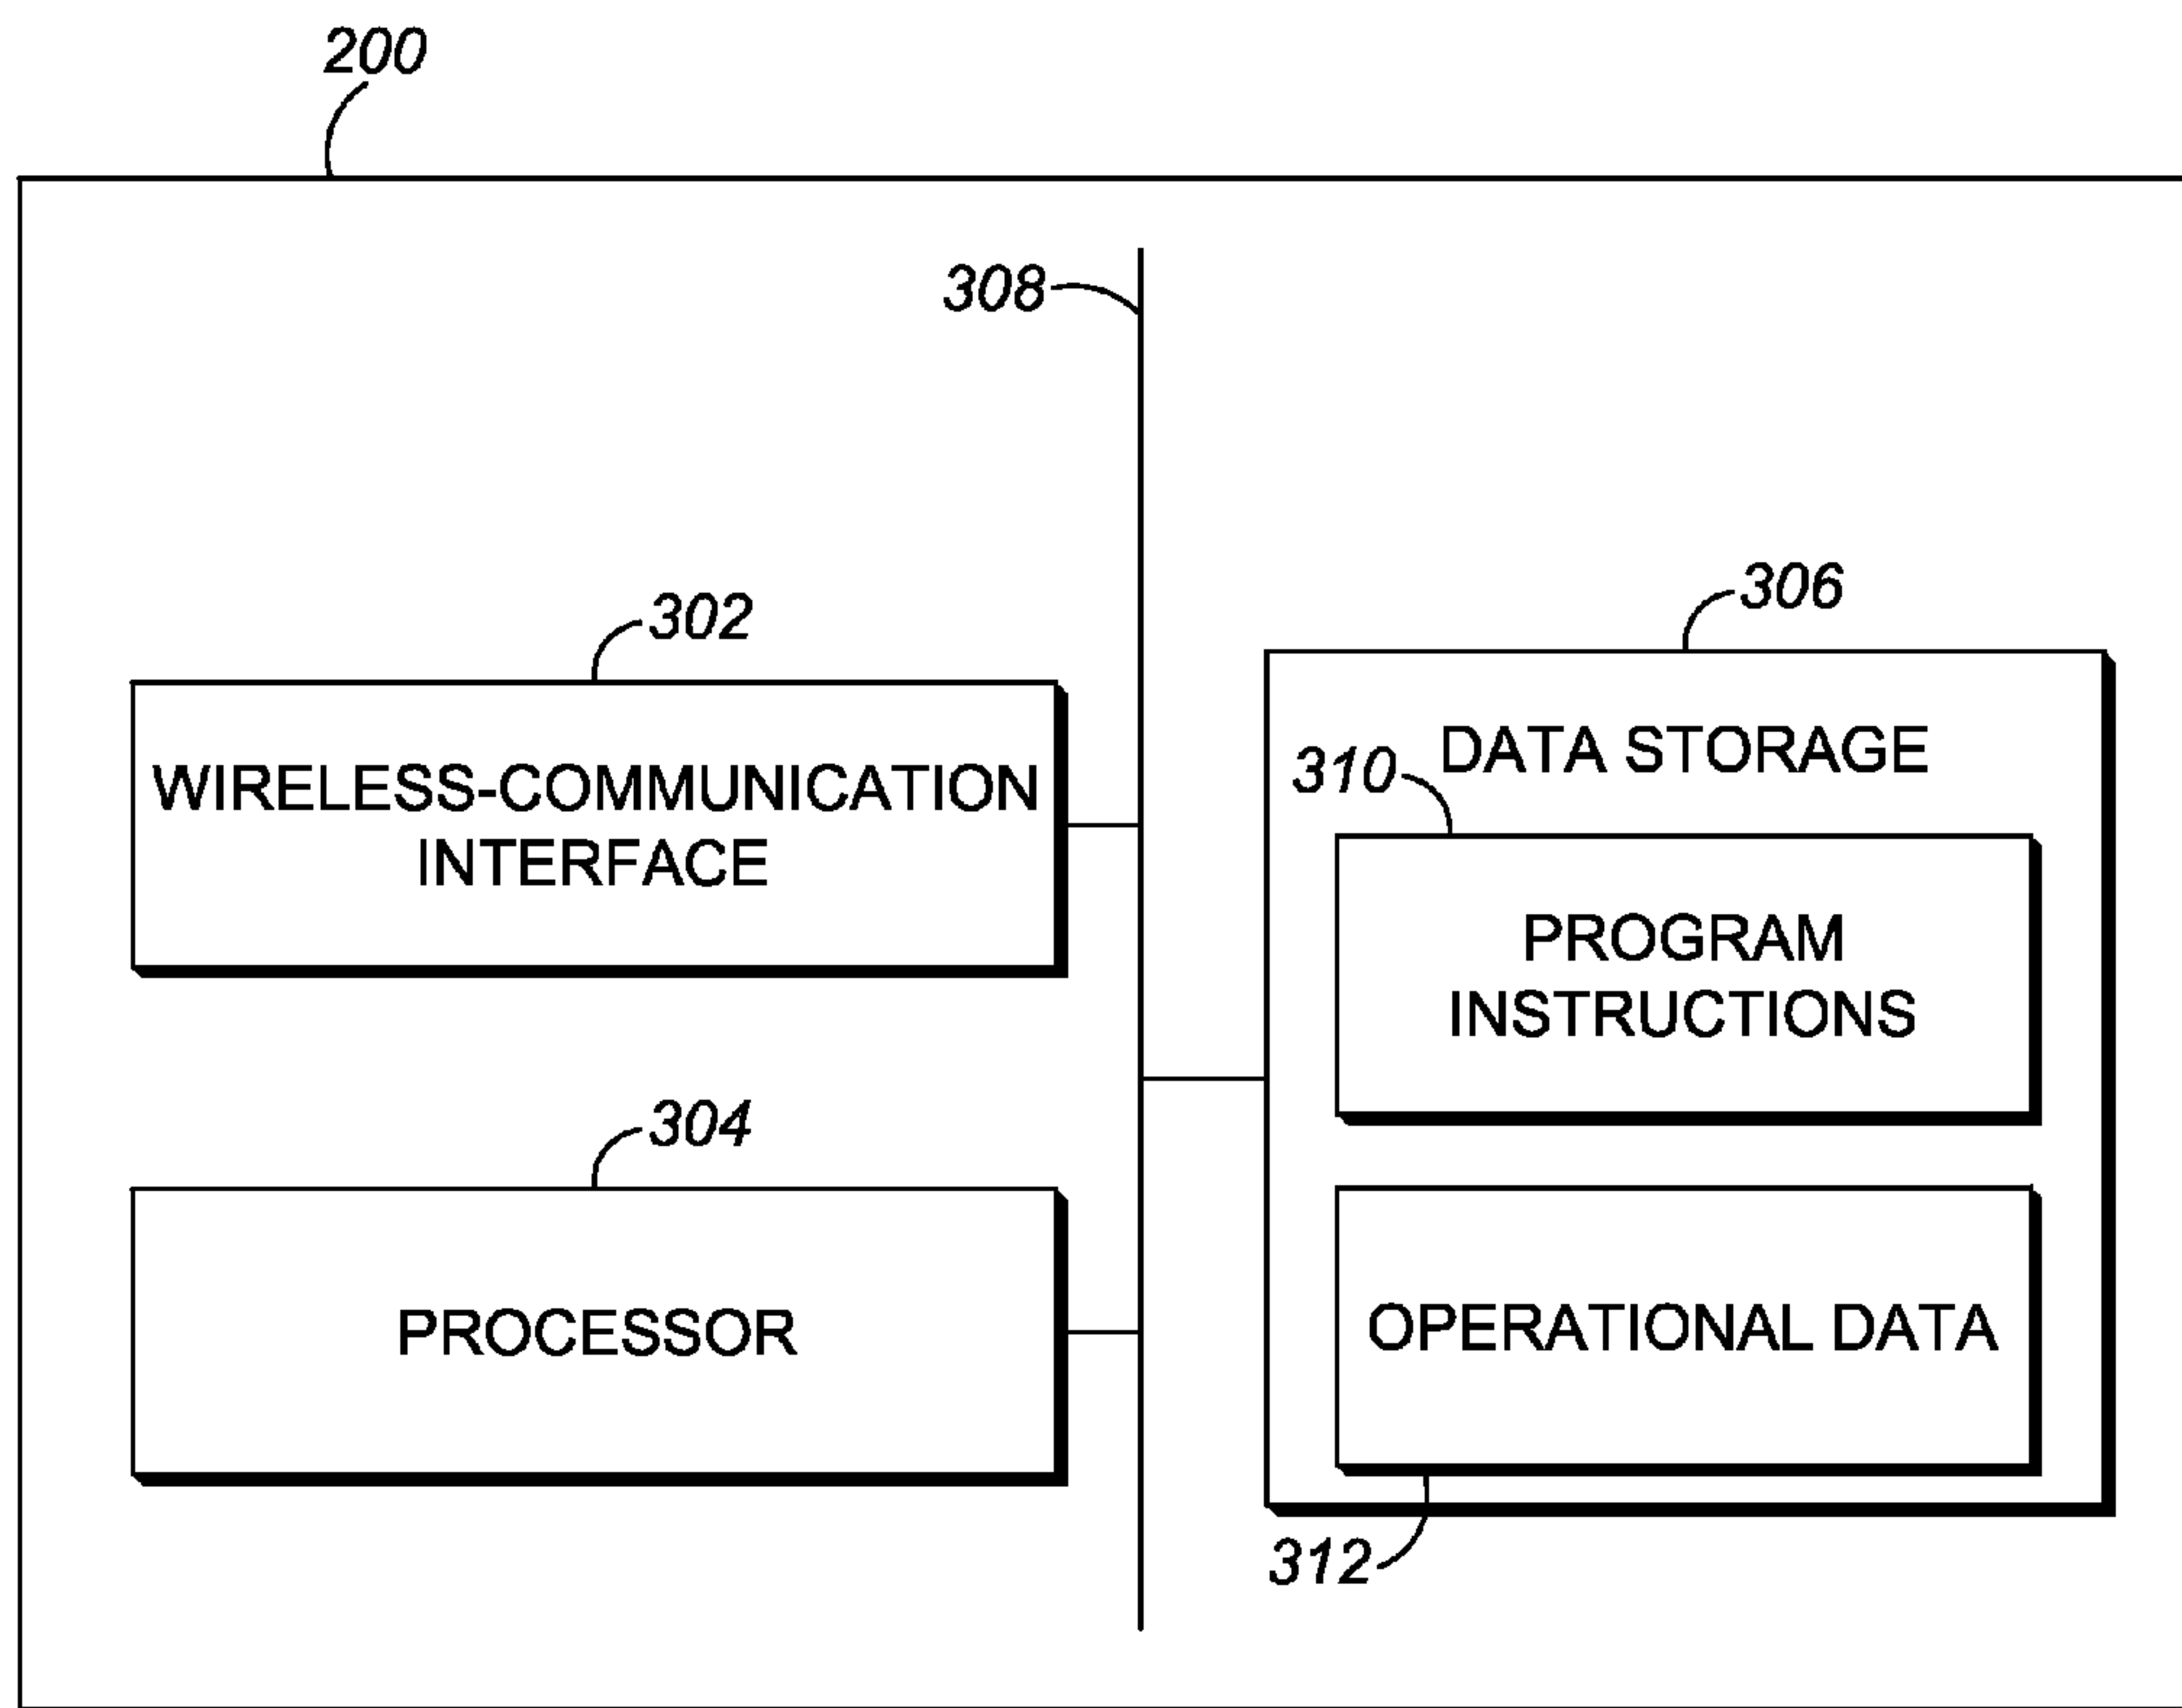 200
308
302
WIRELESS-COMMUNICATION
INTERFACE
304
PROCESSOR
306
DATA STORAGE
310
PROGRAM
INSTRUCTIONS
OPERATIONAL DATA
312